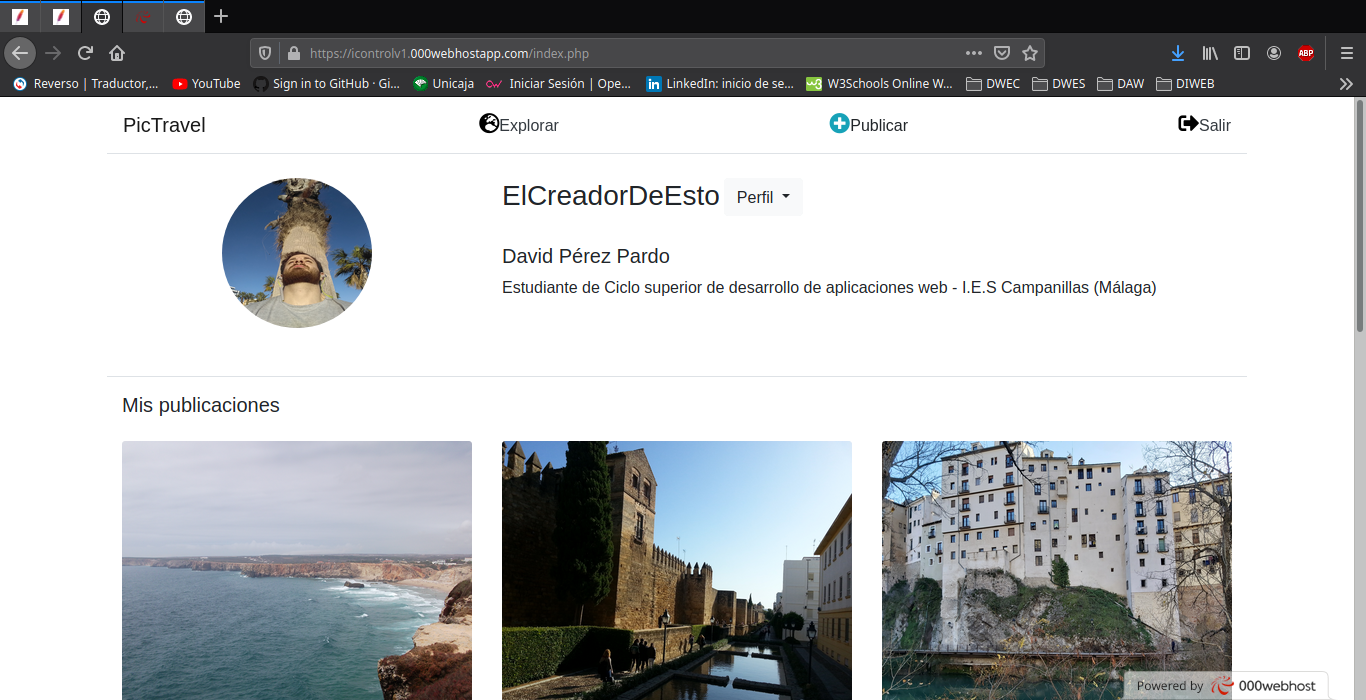 https://icontrolv1.000webhostapp.com/index.php
ABP
Reverso | Traductor,... YouTube Sign in to GitHub · Gi... Unicaja Iniciar Sesión | Ope... LinkedIn: inicio de se... W3Schools Online W... DWEC DWES DAW DIWEB
PicTravel Explorar Publicar Salir
ElCreadorDeEsto Perfil
David Pérez Pardo
Estudiante de Ciclo superior de desarrollo de aplicaciones web - I.E.S Campanillas (Málaga)
Mis publicaciones
Powered by 000webhost